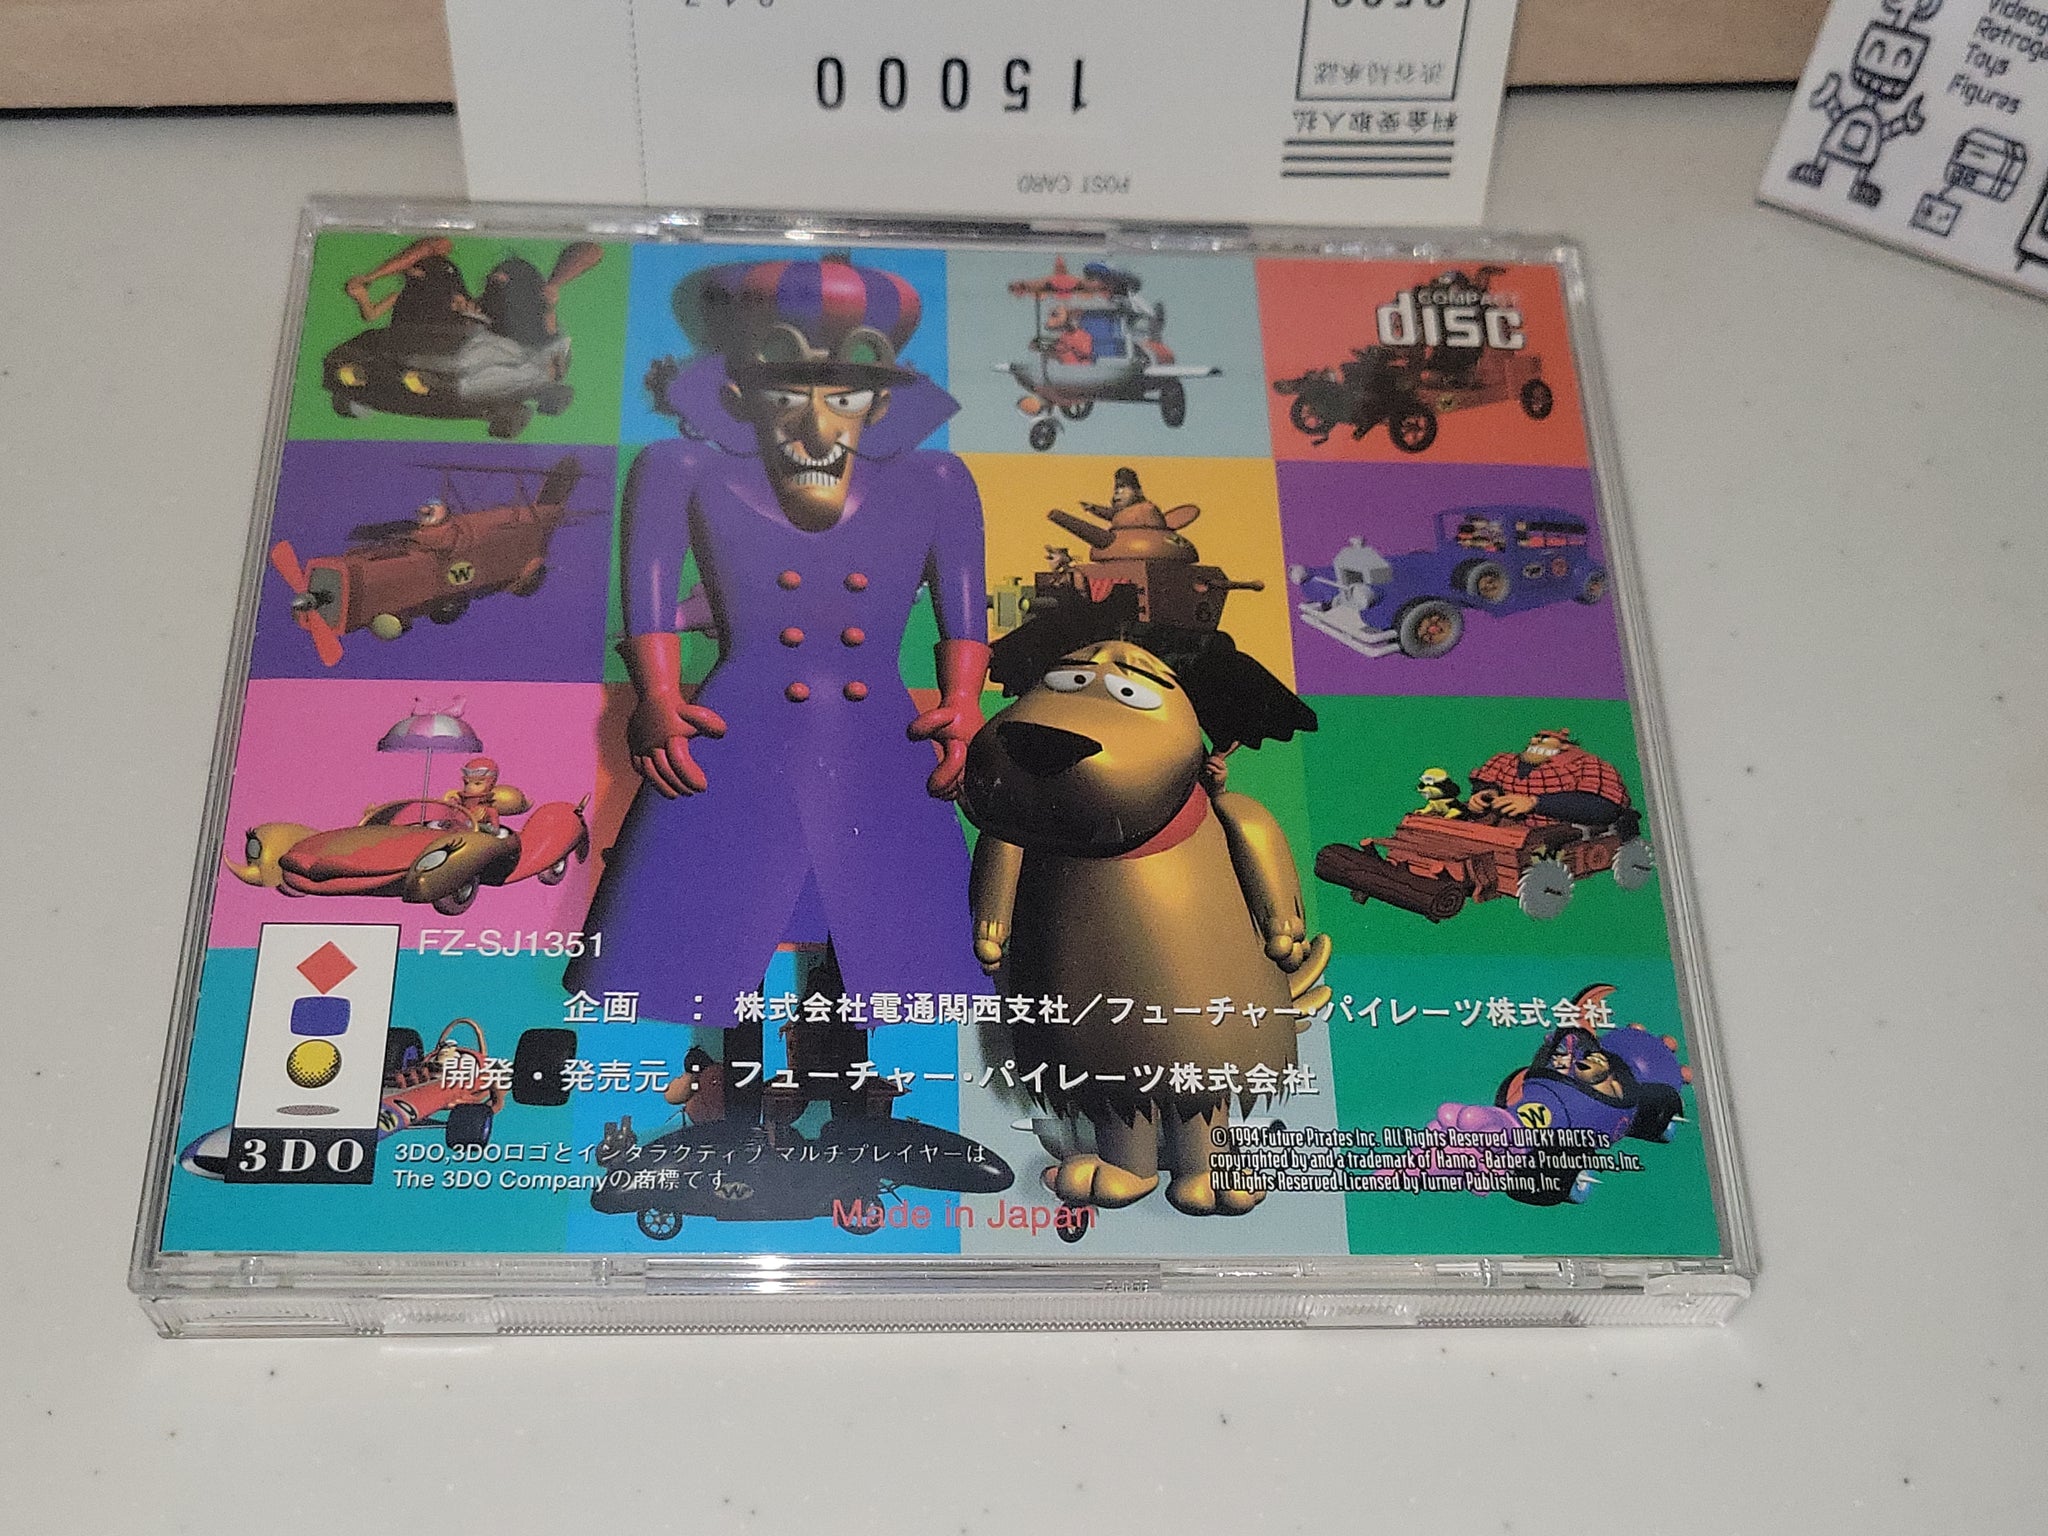 15000
渋谷局承認
料金受取人払
POST CARD
Retroga
Toys
Figures
COMPACT
disc
FZ-SJ1351
企画 : 株式会社電通関西支社/フューチャー・パイレーツ株式会社
開発・発売元 : フューチャー・パイレーツ株式会社
3DO
3DO,3DOロゴとインタラクティブ マルチプレイヤーは
The 3DO Companyの商標です
Made in Japan
© 1994 Future Pirates Inc. All Rights Reserved. WACKY RACES is
copyrighted by and a trademark of Hanna-Barbera Productions, Inc.
All Rights Reserved. Licensed by Turner Publishing, Inc